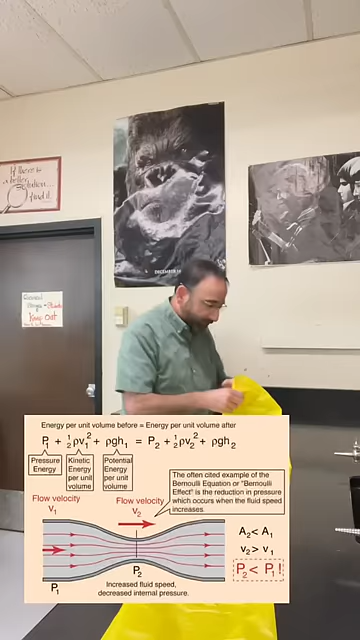 If there is
a better
solution...
find it.
DECEMBER 14
Keep Out
Energy per unit volume before = Energy per unit volume after
P₁ + ½ρv₁² + ρgh₁ = P₂ + ½ρv₂² + ρgh₂
Pressure
Energy
Kinetic
Energy
per unit
volume
Potential
Energy
per unit
volume
The often cited example of the
Bernoulli Equation or "Bernoulli
Effect" is the reduction in pressure
which occurs when the fluid speed
increases.
Flow velocity
v₁
Flow velocity
v₂
A₂< A₁
v₂> v₁
P₂< P₁!
P₁
P₂
Increased fluid speed,
decreased internal pressure.